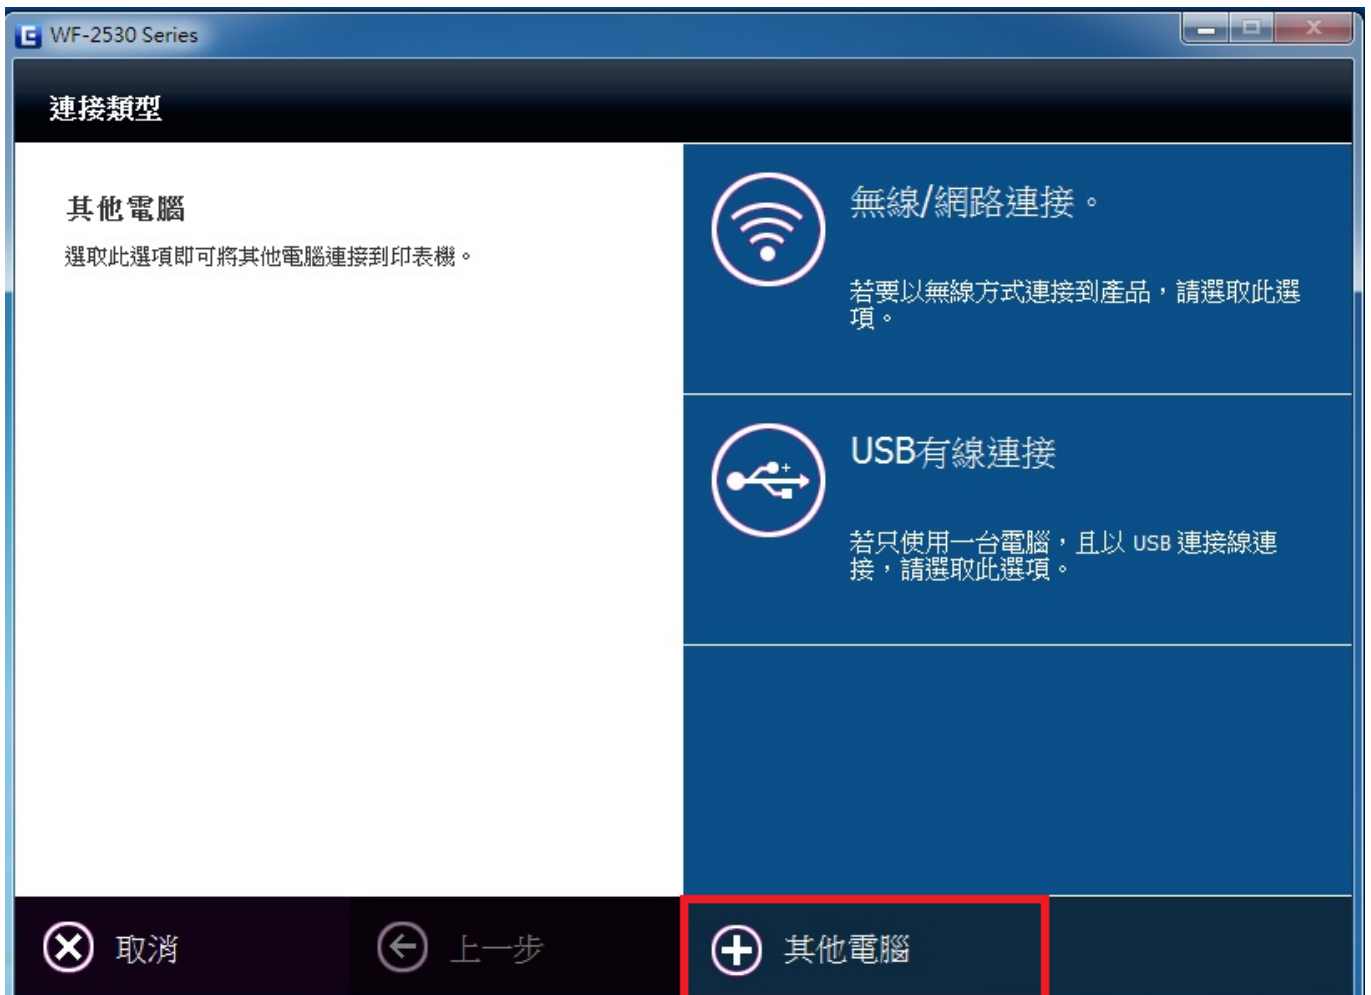 WF-2530 Series
連接類型
其他電腦
選取此選項即可將其他電腦連接到印表機。
無線/網路連接。
若要以無線方式連接到產品，請選取此選
項。
USB有線連接
若只使用一台電腦，且以 USB 連接線連
接，請選取此選項。
取消
上一步
其他電腦